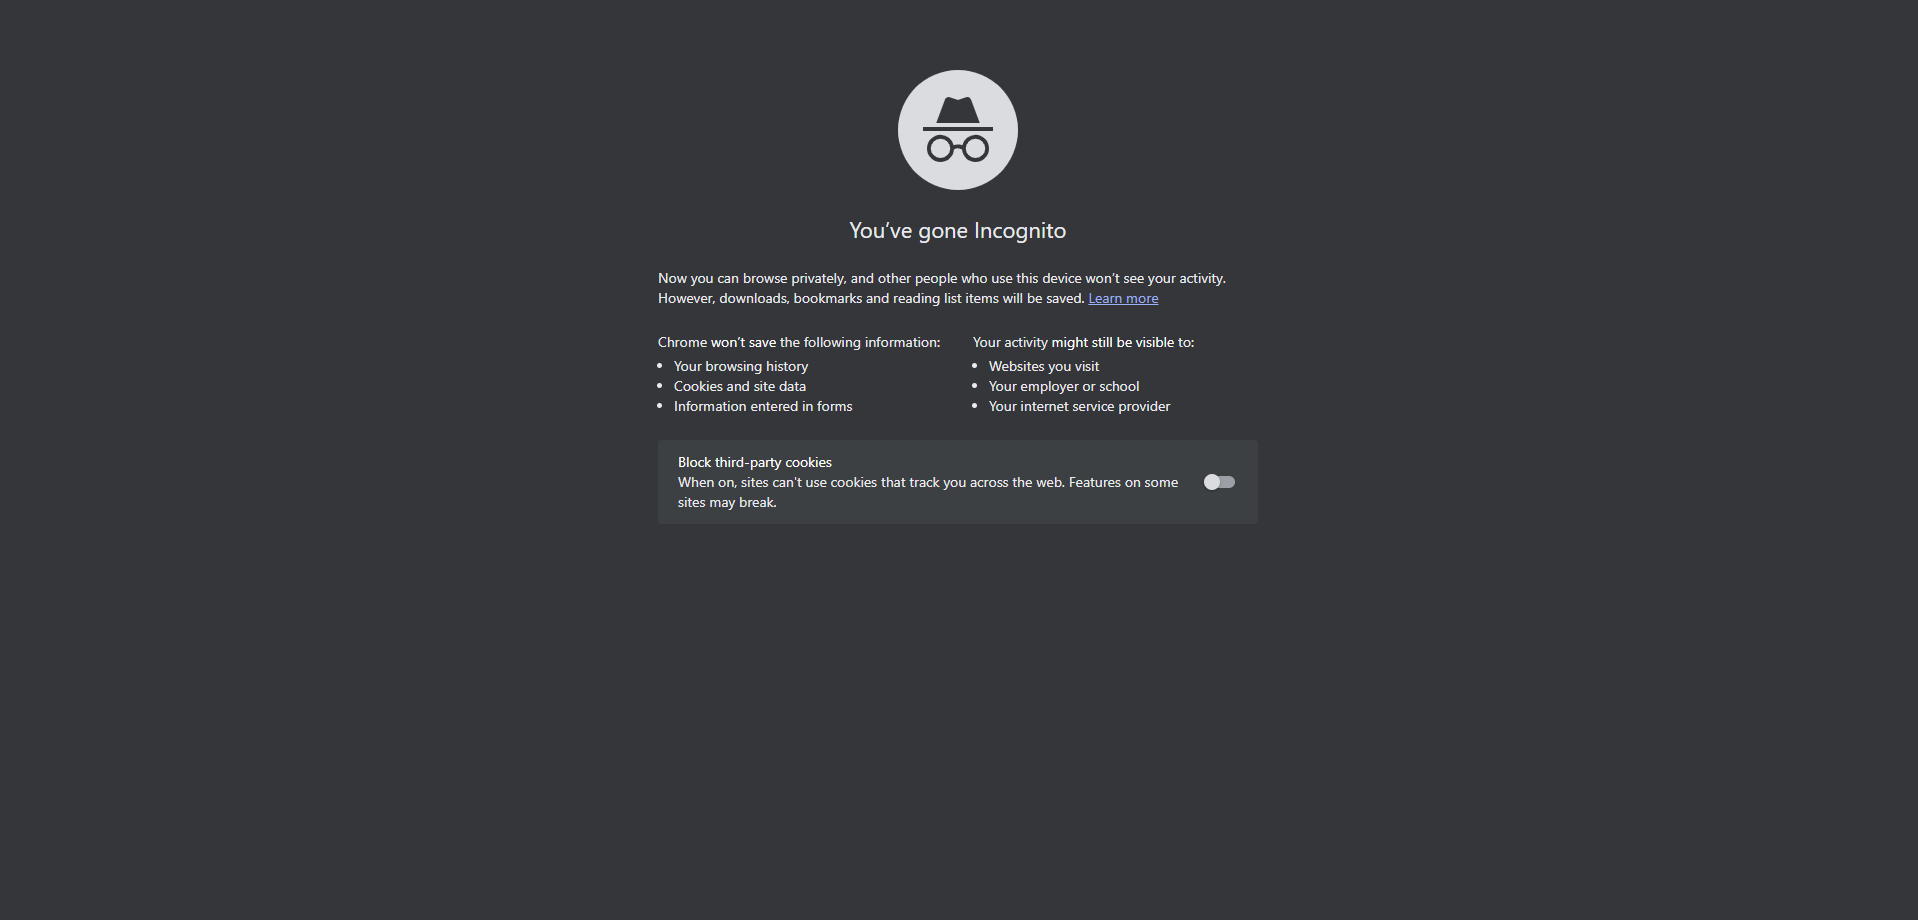 You’ve gone Incognito
Now you can browse privately, and other people who use this device won’t see your activity.
However, downloads, bookmarks and reading list items will be saved. Learn more
Chrome won’t save the following information:
Your browsing history
Cookies and site data
Information entered in forms
Your activity might still be visible to:
Websites you visit
Your employer or school
Your internet service provider
Block third-party cookies
When on, sites can't use cookies that track you across the web. Features on some
sites may break.